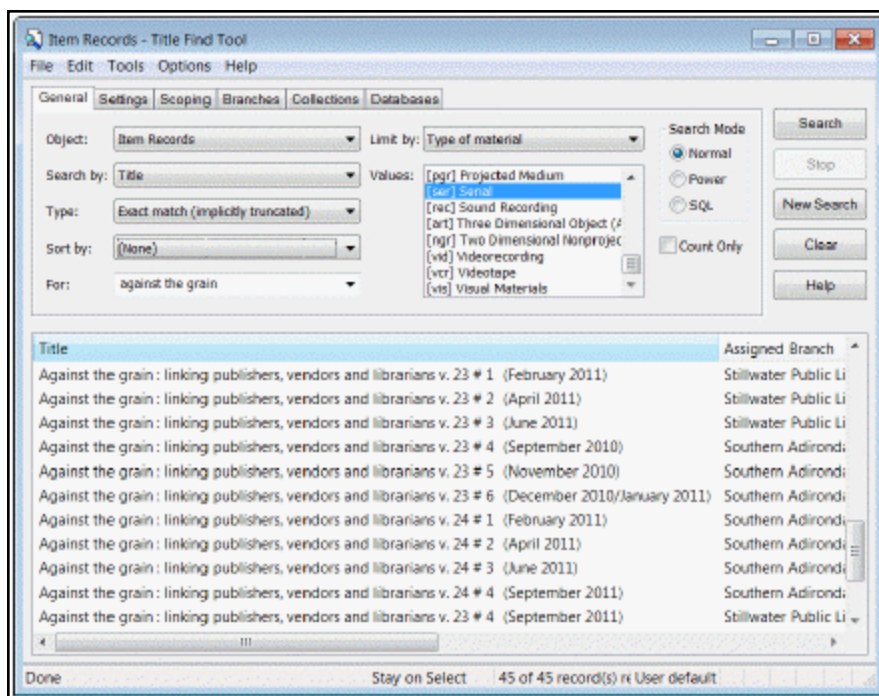 Item Records - Title Find Tool
File Edit Tools Options Help
General Settings Scoping Branches Collections Databases
Object: Item Records Limit by: Type of material Search Mode Search
Normal
Search by: Title Values: [pgr] Projected Medium Stop
[ser] Serial Power
Type: Exact match (implicitly truncated) [rec] Sound Recording SQL New Search
[art] Three Dimensional Object (A
Sort by: (None) [ngr] Two Dimensional Nonprojec Count Only Clear
[vid] Videorecording
For: against the grain [vcr] Videotape Help
[vis] Visual Materials
Title Assigned Branch
Against the grain : linking publishers, vendors and librarians v. 23 # 1 (February 2011) Stillwater Public Li
Against the grain : linking publishers, vendors and librarians v. 23 # 2 (April 2011) Stillwater Public Li
Against the grain : linking publishers, vendors and librarians v. 23 # 3 (June 2011) Stillwater Public Li
Against the grain : linking publishers, vendors and librarians v. 23 # 4 (September 2010) Southern Adironda
Against the grain : linking publishers, vendors and librarians v. 23 # 5 (November 2010) Southern Adironda
Against the grain : linking publishers, vendors and librarians v. 23 # 6 (December 2010/January 2011) Southern Adironda
Against the grain : linking publishers, vendors and librarians v. 24 # 1 (February 2011) Southern Adironda
Against the grain : linking publishers, vendors and librarians v. 24 # 2 (April 2011) Southern Adironda
Against the grain : linking publishers, vendors and librarians v. 24 # 3 (June 2011) Southern Adironda
Against the grain : linking publishers, vendors and librarians v. 24 # 4 (September 2011) Southern Adironda
Against the grain : linking publishers, vendors and librarians v. 23 # 4 (September 2011) Stillwater Public Li
Done Stay on Select 45 of 45 record(s) re User default